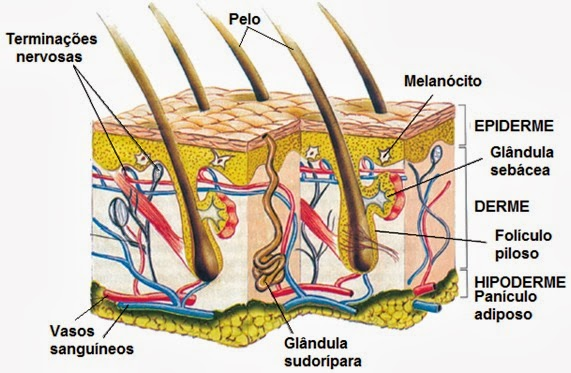 Pelo
Terminações
nervosas
Melanócito
EPIDERME
Glândula
sebácea
DERME
Folículo
piloso
HIPODERME
Panículo
adiposo
Vasos
sanguíneos
Glândula
sudorípara